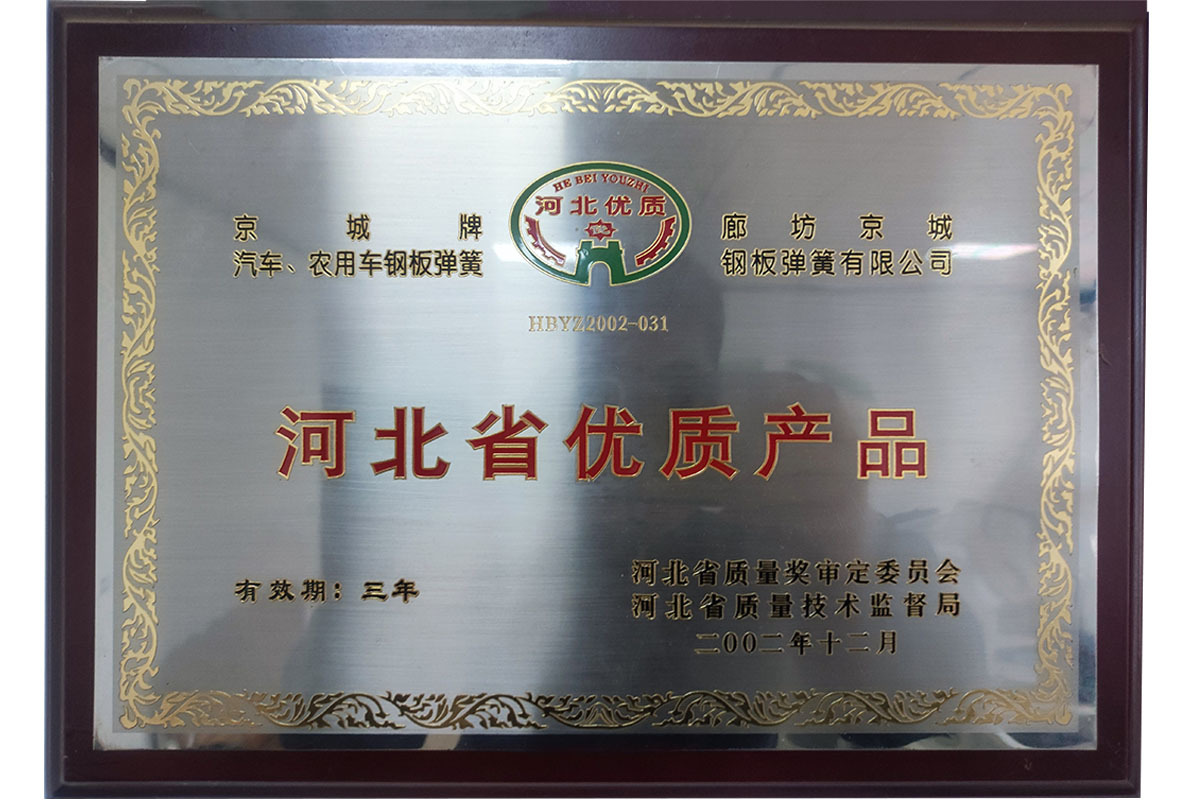 HE BEI YOUZHI
河北优质
京城牌
汽车、农用车钢板弹簧
廊坊京城
钢板弹簧有限公司
HBYZ2002-031
河北省优质产品
有效期：三年
河北省质量奖审定委员会
河北省质量技术监督局
二00二年十二月